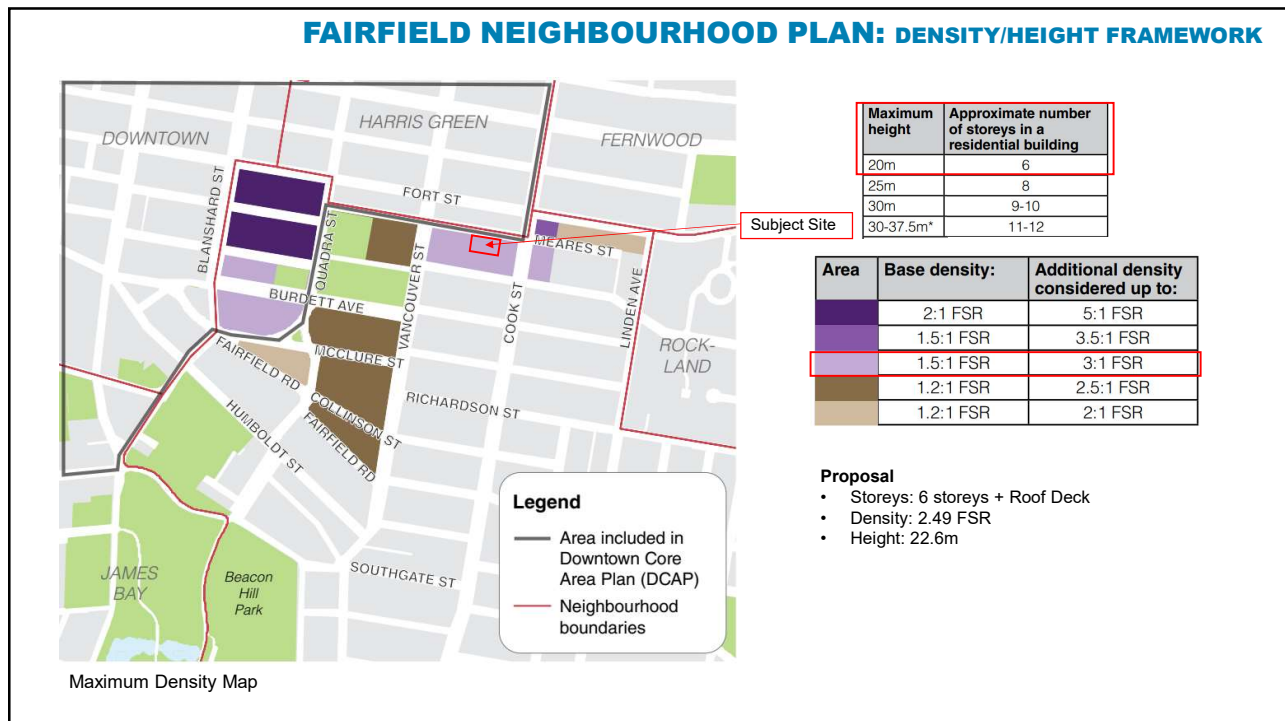 FAIRFIELD NEIGHBOURHOOD PLAN: DENSITY/HEIGHT FRAMEWORK
DOWNTOWN
HARRIS GREEN
FERNWOOD
FORT ST
BLANSHARD ST
QUADRA ST
MEARES ST
VANCOUVER ST
COOK ST
LINDEN AVE
BURDETT AVE
MCCLURE ST
FAIRFIELD RD
ROCK-
LAND
RICHARDSON ST
COLLINSON ST
FAIRFIELD RD
HUMBOLDT ST
SOUTHGATE ST
JAMES
BAY
Beacon
Hill
Park
Legend
Area included in
Downtown Core
Area Plan (DCAP)
Neighbourhood
boundaries
Maximum Density Map
Subject Site
Maximum height Approximate number of storeys in a residential building
20m 6
25m 8
30m 9-10
30-37.5m* 11-12
Area Base density: Additional density considered up to:
2:1 FSR 5:1 FSR
1.5:1 FSR 3.5:1 FSR
1.5:1 FSR 3:1 FSR
1.2:1 FSR 2.5:1 FSR
1.2:1 FSR 2:1 FSR
Proposal
• Storeys: 6 storeys + Roof Deck
• Density: 2.49 FSR
• Height: 22.6m